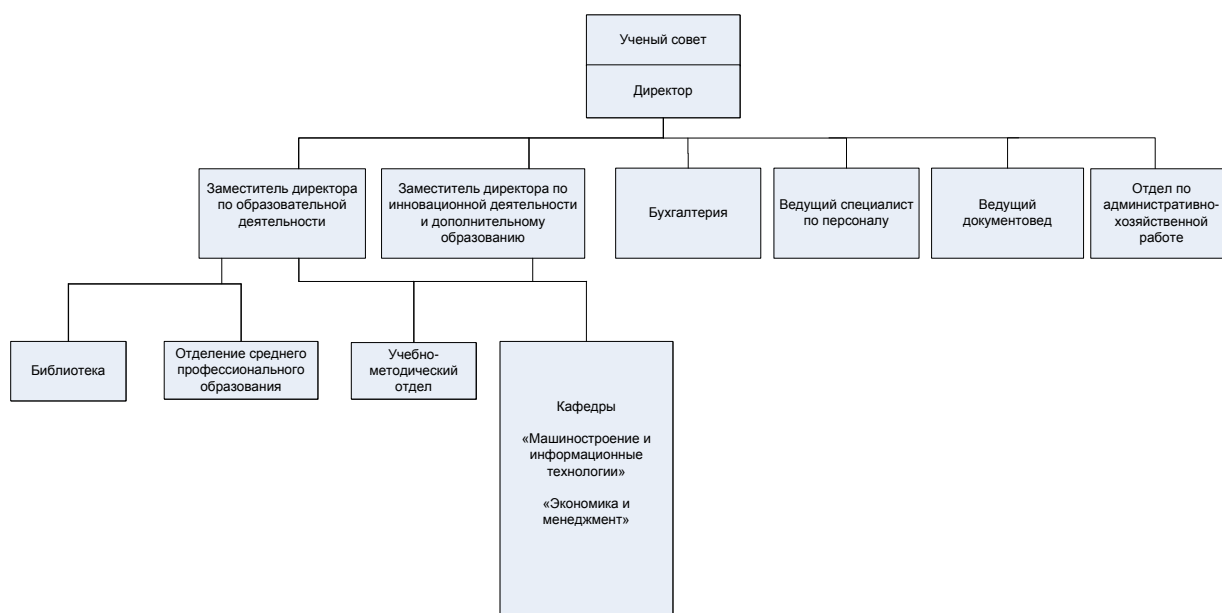 Ученый совет
Директор
Заместитель директора
по образовательной
деятельности
Заместитель директора по
инновационной деятельности
и дополнительному
образованию
Бухгалтерия
Ведущий специалист
по персоналу
Ведущий
документовед
Отдел по
административно-
хозяйственной
работе
Библиотека
Отделение среднего
профессионального
образования
Учебно-
методический
отдел
Кафедры
«Машиностроение и
информационные
технологии»
«Экономика и
менеджмент»